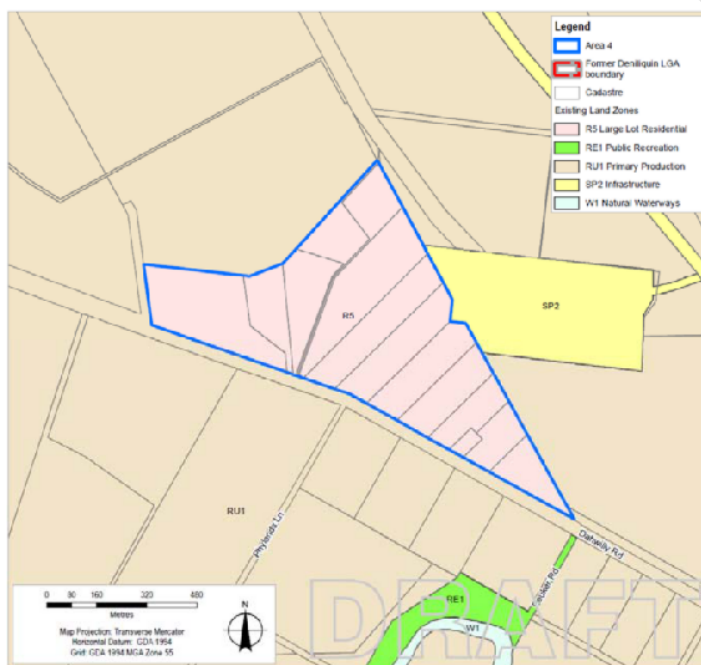 Legend
Area 4
Former Deniliquin LGA
boundary
Cadastre
Existing Land Zones
R5 Large Lot Residential
RE1 Public Recreation
RU1 Primary Production
SP2 Infrastructure
W1 Natural Waterways
SP2
R5
RU1
Phylands Ln
Dahwilly Rd
RE1
W1
DRAFT
0 80 160 320 480
Metres
Map Projection: Transverse Mercator
Horizontal Datum: GDA 1994
Grid: GDA 1994 MGA Zone 55
N